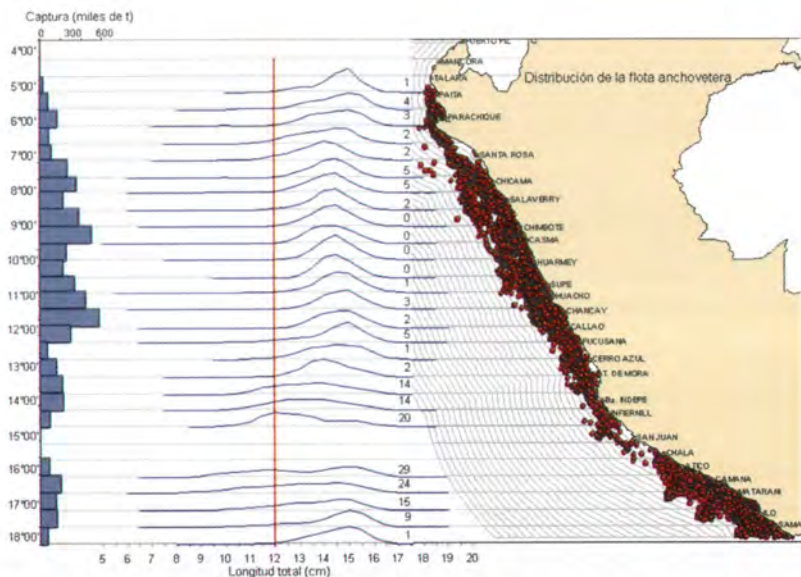 Captura (miles de t)
0 300 600
4°00'
5°00'
6°00'
7°00'
8°00'
9°00'
10°00'
11°00'
12°00'
13°00'
14°00'
15°00'
16°00'
17°00'
18°00'
1
4
3
2
2
5
5
2
0
0
0
0
1
3
2
5
1
2
14
14
20
29
24
15
9
1
5 6 7 8 9 10 11 12 13 14 15 16 17 18 19 20
Longitud total (cm)
Distribución de la flota anchovetera
TALARA
PAITA
PARACHIQUE
SANTA ROSA
CHICAMA
SALAVERRY
CHIMBOTE
CASMA
HUARMEY
SUPE
HUACHO
CHANCAY
CALLAO
PUCUSANA
CERRO AZUL
SAN JUAN
CHALA
ATICO
CAMANA
MATARANI